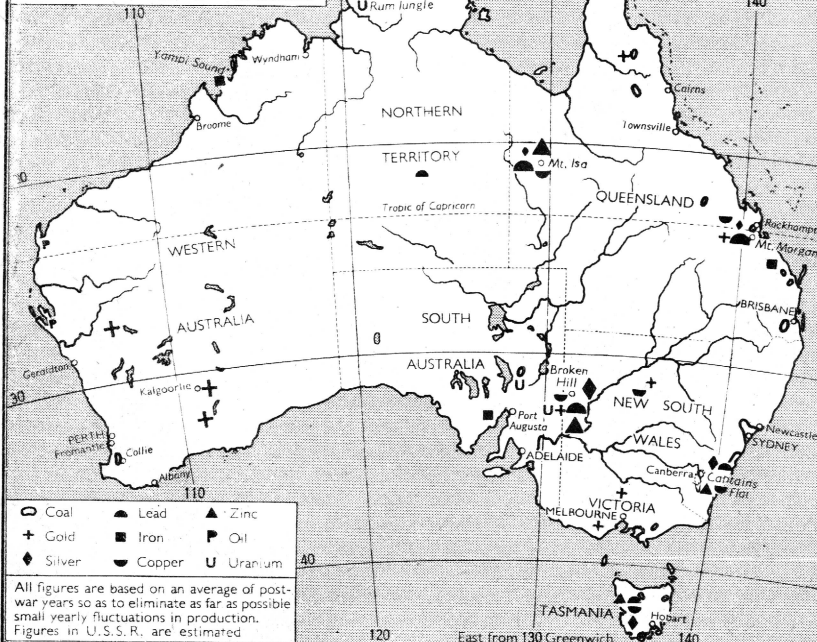 110
140
U Rum Jungle
Yampi Sound
Wyndham
Cairns
Broome
NORTHERN
Townsville
TERRITORY
Mt. Isa
Tropic of Capricorn
QUEENSLAND
Rockhampt
Mt. Morgan
WESTERN
AUSTRALIA
SOUTH
AUSTRALIA
BRISBANE
Geraldton
Kalgoorlie
30
Broken
Hill
U
U
NEW SOUTH
WALES
Port
Augusta
Newcastle
SYDNEY
PERTH
Fremantle
Collie
Albany
ADELAIDE
Canberra
Captains
Flat
VICTORIA
MELBOURNE
110
Coal
Lead
Zinc
Gold
Iron
P Oil
Silver
Copper
U Uranium
40
All figures are based on an average of post-
war years so as to eliminate as far as possible
small yearly fluctuations in production.
Figures in U.S.S.R. are estimated
TASMANIA
Hobart
120
East from 130 Greenwich
140